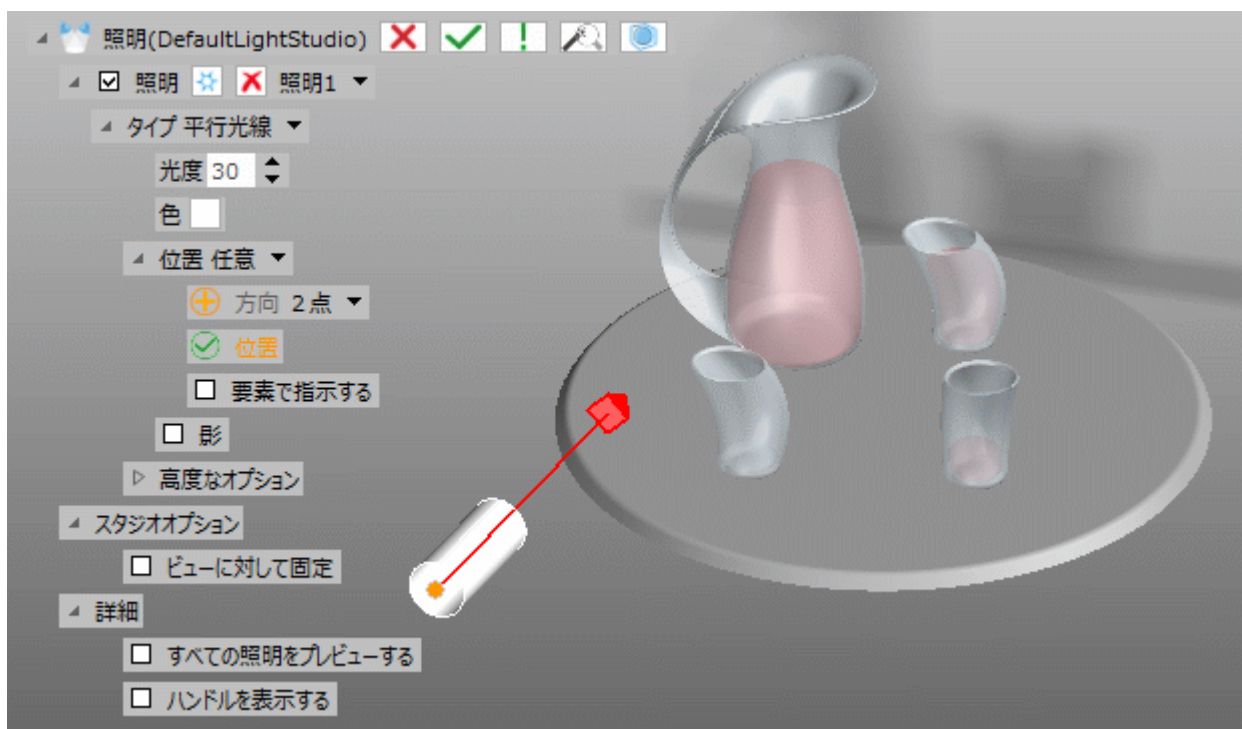 照明(DefaultLightStudio)
照明 照明1
タイプ 平行光線
光度 30
色
位置 任意
方向 2点
位置
要素で指示する
影
高度なオプション
スタジオオプション
ビューに対して固定
詳細
すべての照明をプレビューする
ハンドルを表示する